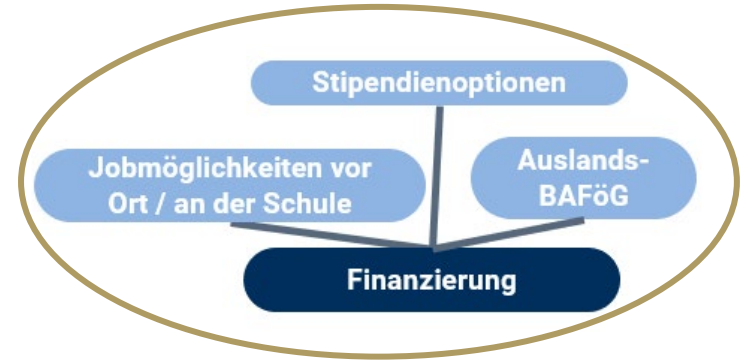 Stipendienoptionen
Jobmöglichkeiten vor
Ort / an der Schule
Auslands-
BAFöG
Finanzierung